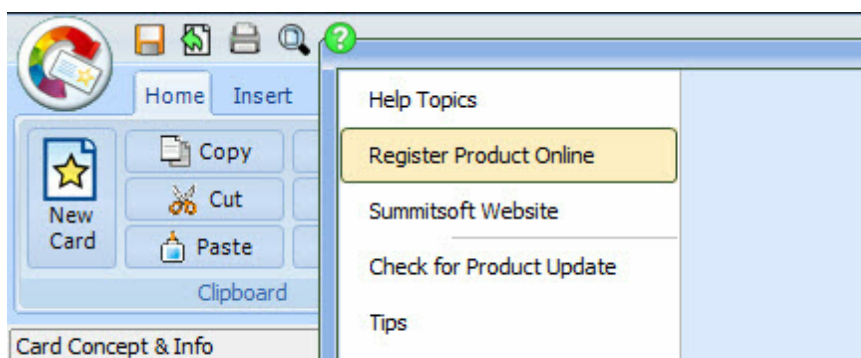 Home Insert
New
Card
Copy
Cut
Paste
Clipboard
Card Concept & Info
Help Topics
Register Product Online
Summitsoft Website
Check for Product Update
Tips